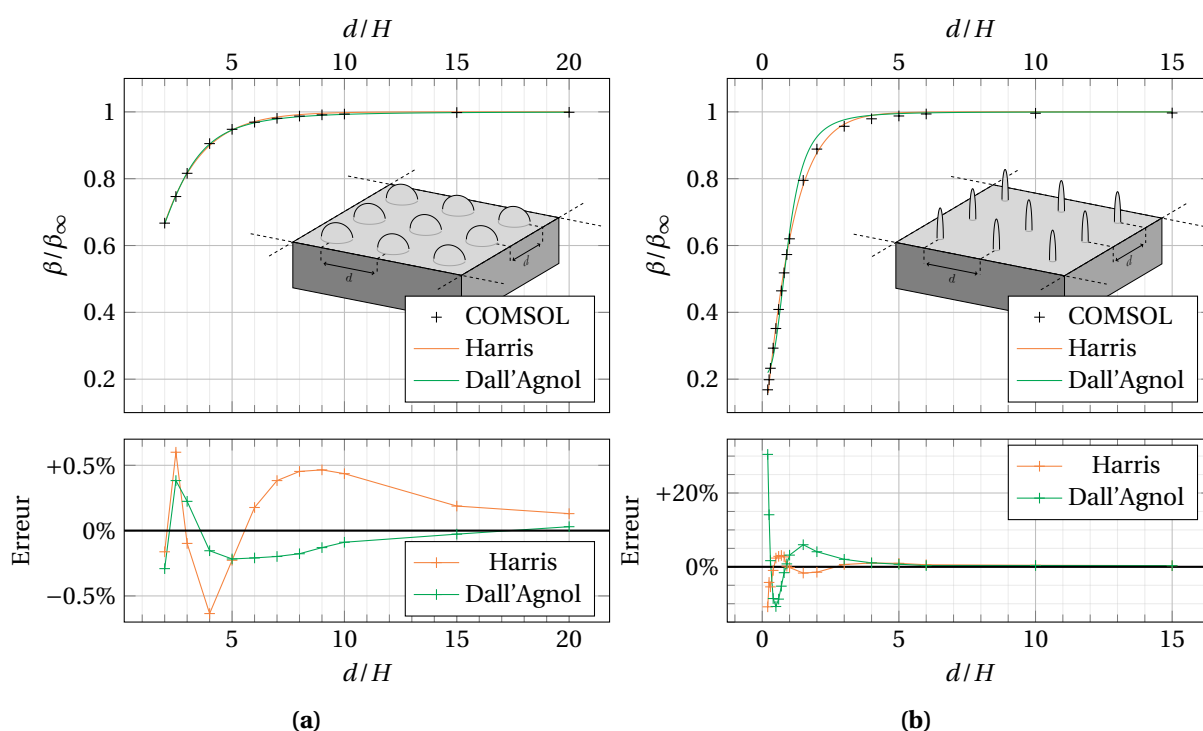 d/H
5 10 15 20
1
0.8
0.6
0.4
0.2
β/β∞
d
d
COMSOL
Harris
Dall'Agnol
+0.5%
0%
−0.5%
Erreur
Harris
Dall'Agnol
5 10 15 20
d/H
(a)
d/H
0 5 10 15
1
0.8
0.6
0.4
0.2
β/β∞
d
d
COMSOL
Harris
Dall'Agnol
+20%
0%
Erreur
Harris
Dall'Agnol
0 5 10 15
d/H
(b)